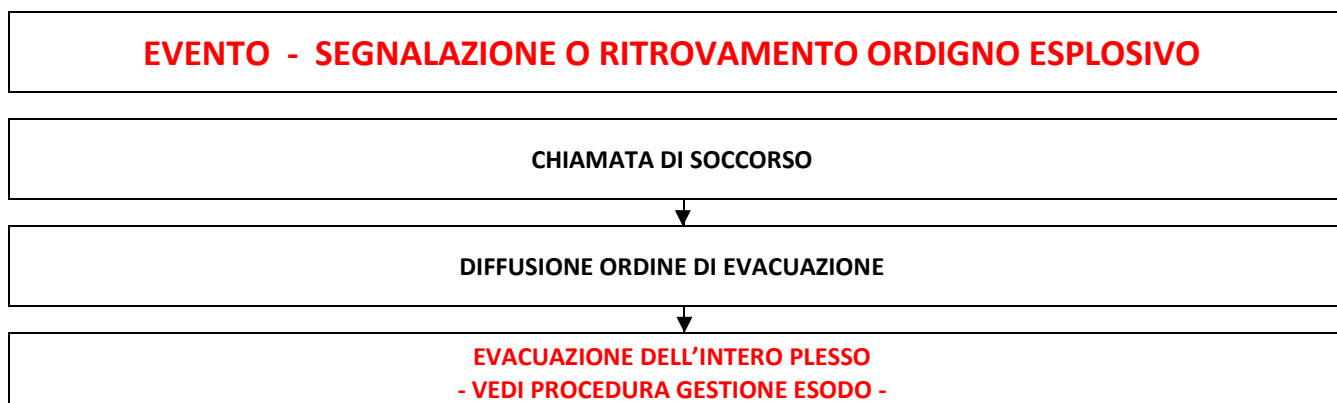 EVENTO - SEGNALAZIONE O RITROVAMENTO ORDIGNO ESPLOSIVO
CHIAMATA DI SOCCORSO
DIFFUSIONE ORDINE DI EVACUAZIONE
EVACUAZIONE DELL’INTERO PLESSO
- VEDI PROCEDURA GESTIONE ESODO -